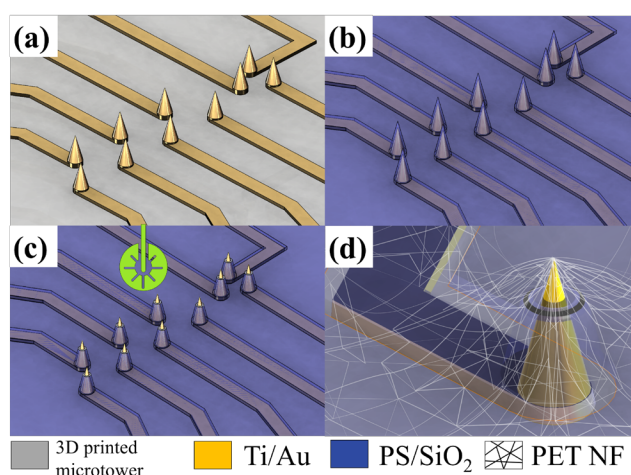 (a)
(b)
(c)
(d)
3D printed
microtower
Ti/Au
PS/SiO₂
PET NF